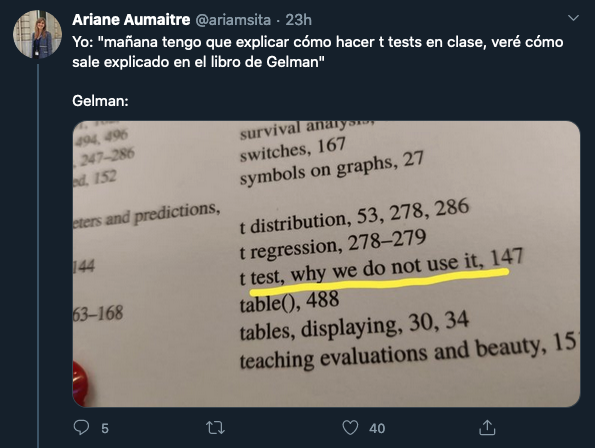 Ariane Aumaitre @ariamsita · 23h
Yo: "mañana tengo que explicar cómo hacer t tests en clase, veré cómo
sale explicado en el libro de Gelman"
Gelman:
494, 496
247–286
152
eters and predictions,
144
63–168
survival analysis,
switches, 167
symbols on graphs, 27
t distribution, 53, 278, 286
t regression, 278–279
t test, why we do not use it, 147
table(), 488
tables, displaying, 30, 34
teaching evaluations and beauty, 15
5
40